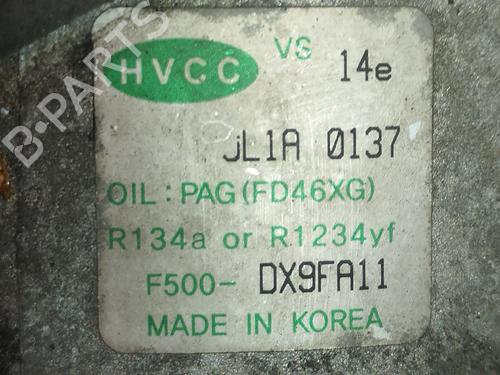 HVCC VS 14e
JL1A 0137
OIL : PAG (FD46XG)
R134a or R1234yf
F500- DX9FA11
MADE IN KOREA
B-PARTS